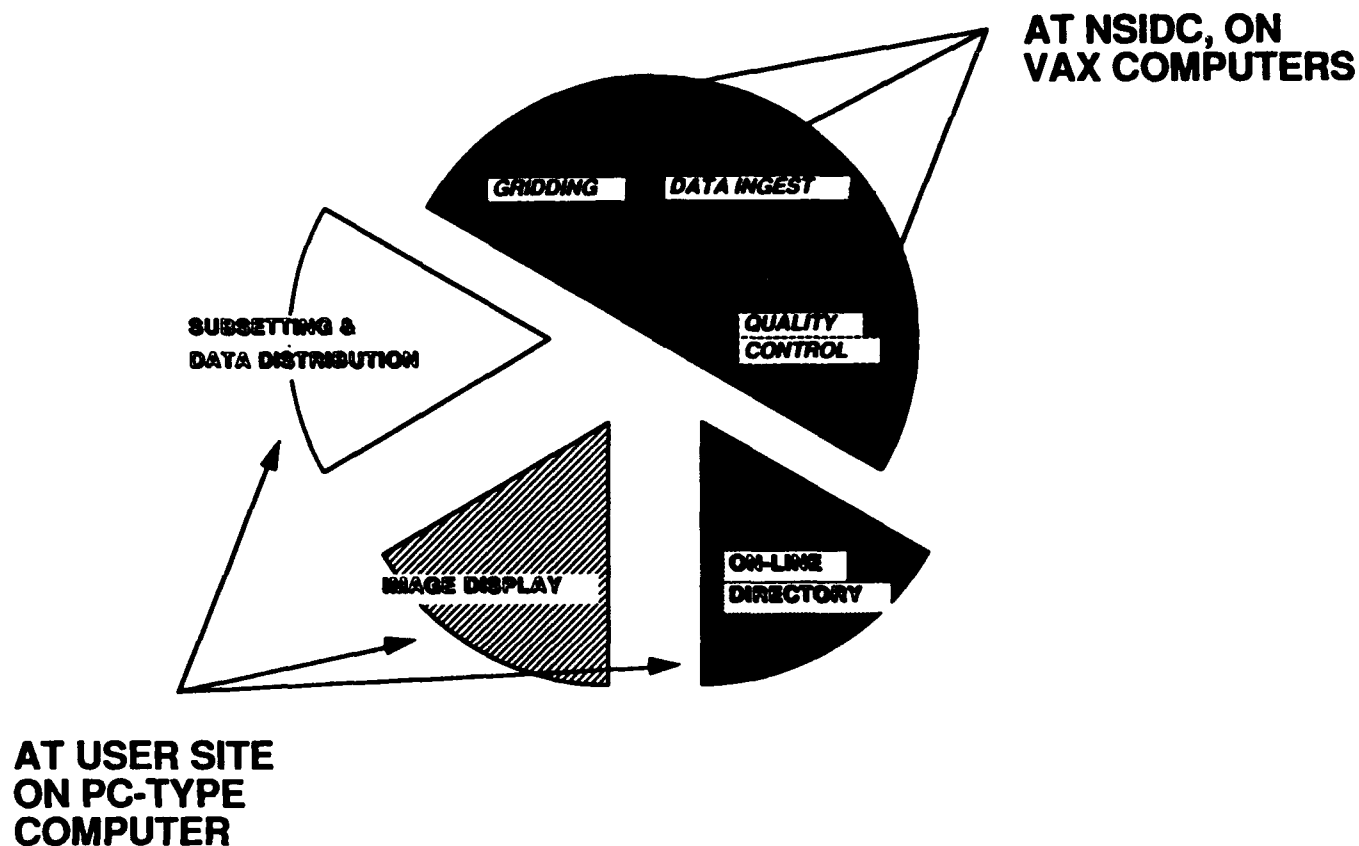 AT NSIDC, ON
VAX COMPUTERS
GRIDDING
DATA INGEST
QUALITY
CONTROL
SUBSETTING &
DATA DISTRIBUTION
ON-LINE
DIRECTORY
IMAGE DISPLAY
AT USER SITE
ON PC-TYPE
COMPUTER